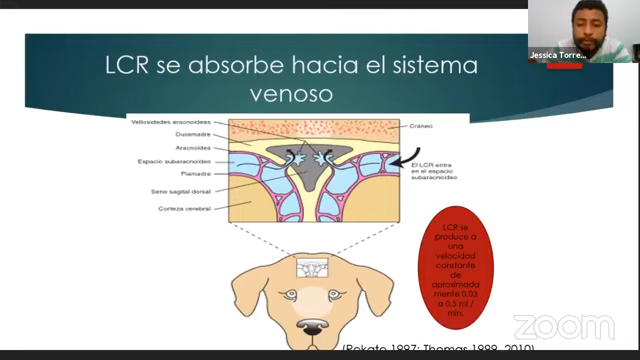 LCR se absorbe hacia el sistema
venoso
Jessica Torre...
Vellosidades aracnoideas
Duramadre
Aracnoides
Espacio subaracnoideo
Piamadre
Seno sagital dorsal
Corteza cerebral
Cráneo
El LCR entra
en el espacio
subaracnoideo
LCR se
produce a
una
velocidad
constante
de
aproximada
mente 0,03
a 0,5 ml /
min.
(Pokato 1997; Thomas 1999, 2010)
zoom